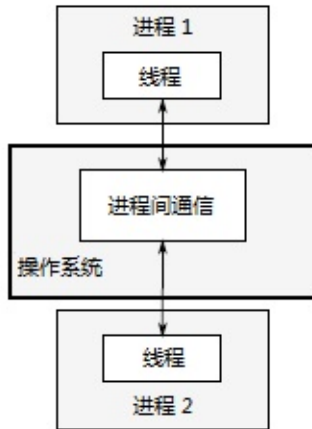 进程 1
线程
进程间通信
操作系统
线程
进程 2